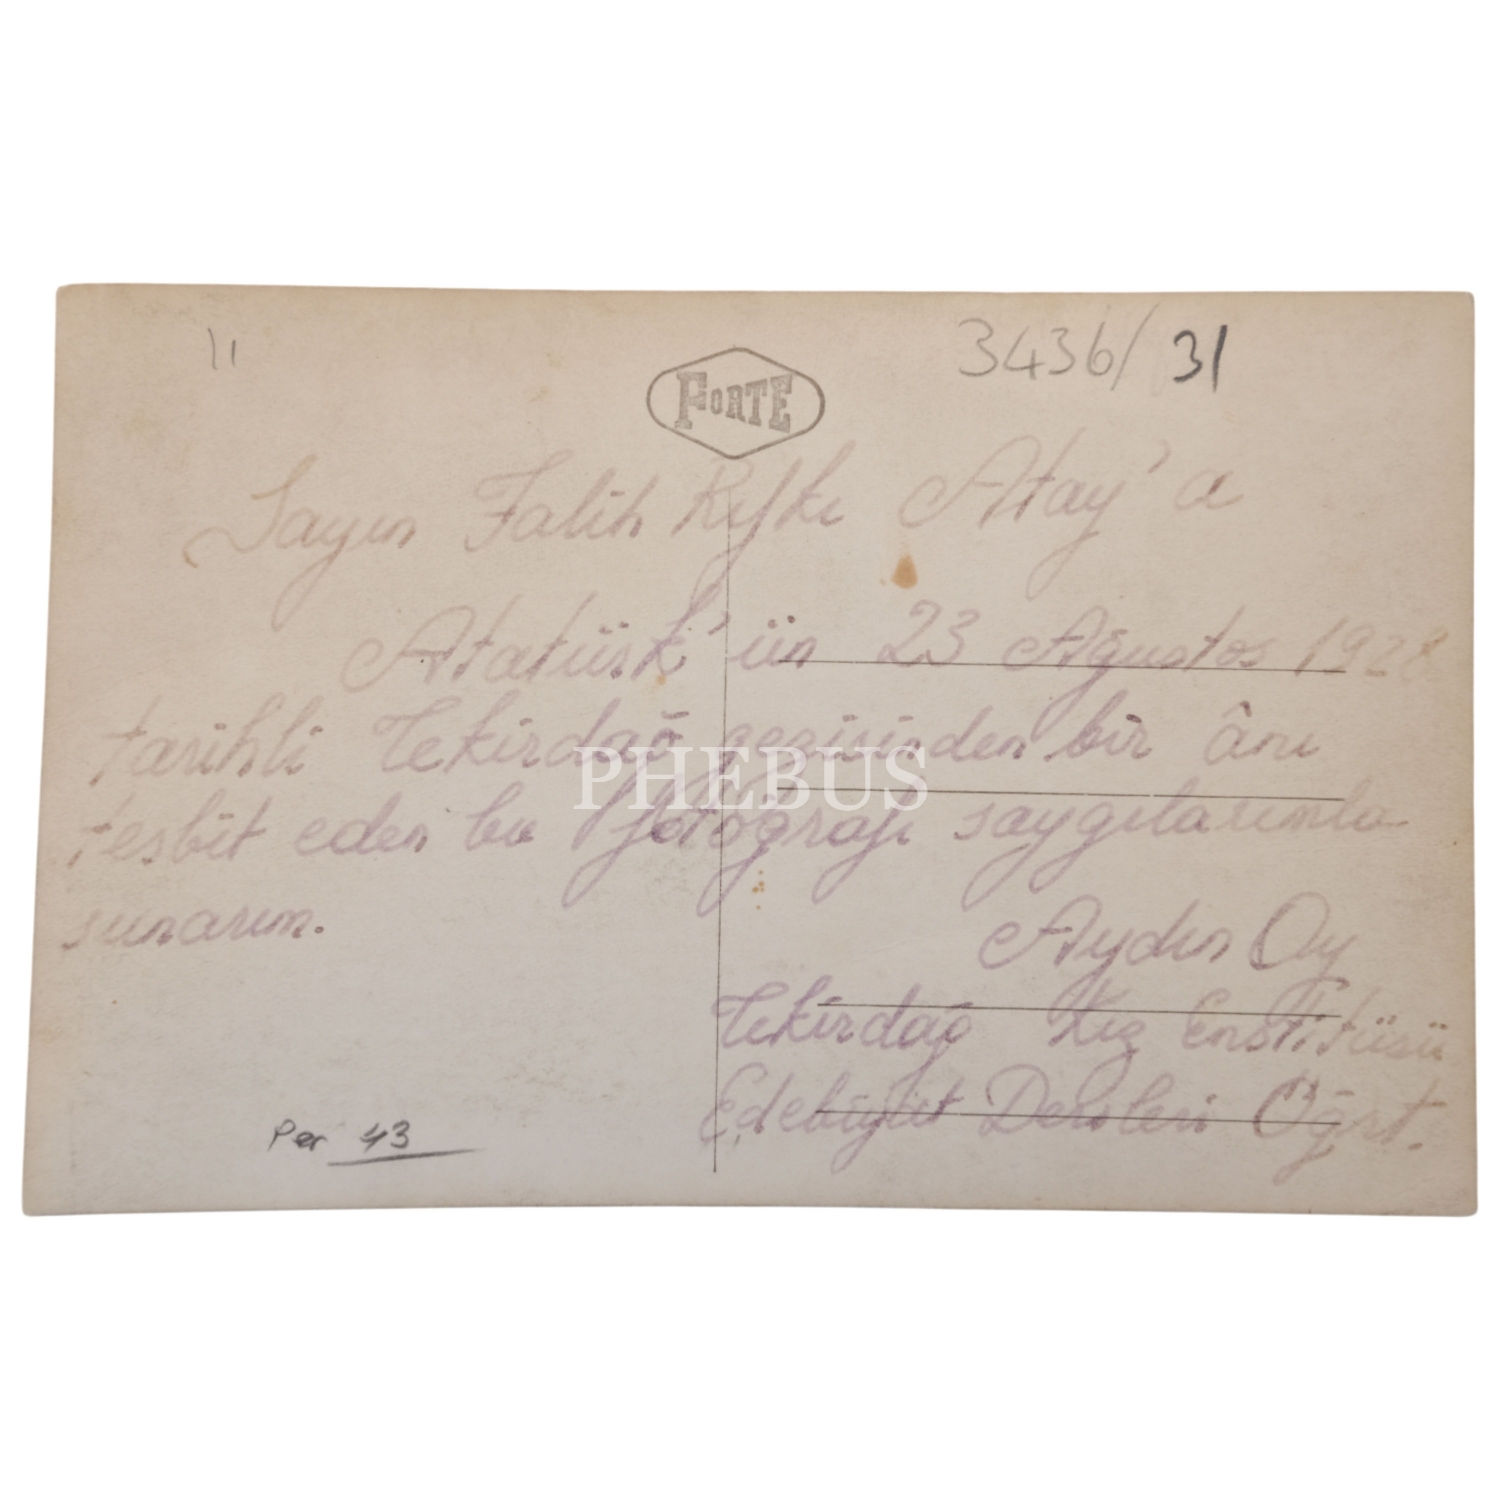 11
FORTE
3436/31
Sayın Falih Rıfkı Atay'a
Atatürk'ün 23 Ağustos 1928
tarihli Tekirdağ gezisinden bir ânı
PHEBUS
tesbit eden bu fotoğrafı saygılarımla
sunarım.
Aydın Oy
Tekirdağ Kız Enstitüsü
Edebiyat Dersleri Öğrt.
Per 43